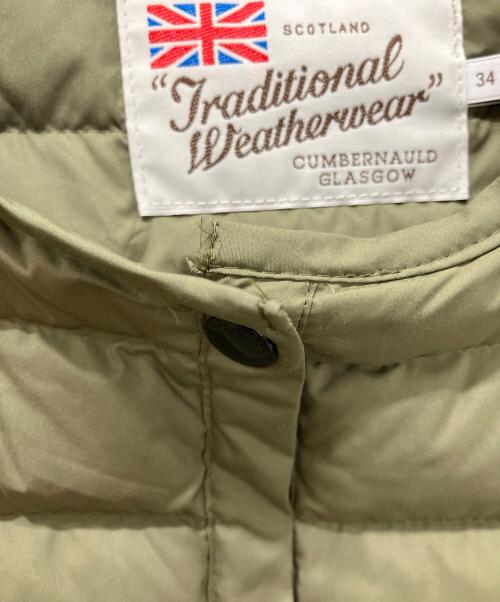 SCOTLAND
"Traditional
Weatherwear"
CUMBERNAULD
GLASGOW
34